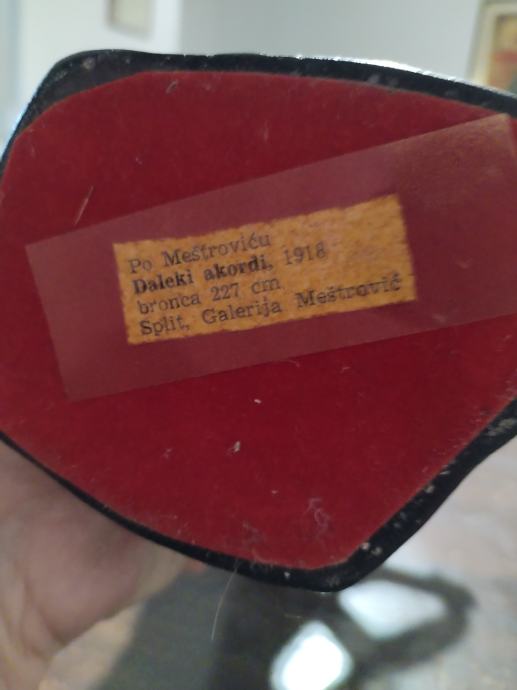 Po Meštroviću
Daleki akordi, 1918
bronca 227 cm
Split, Galerija Meštrović